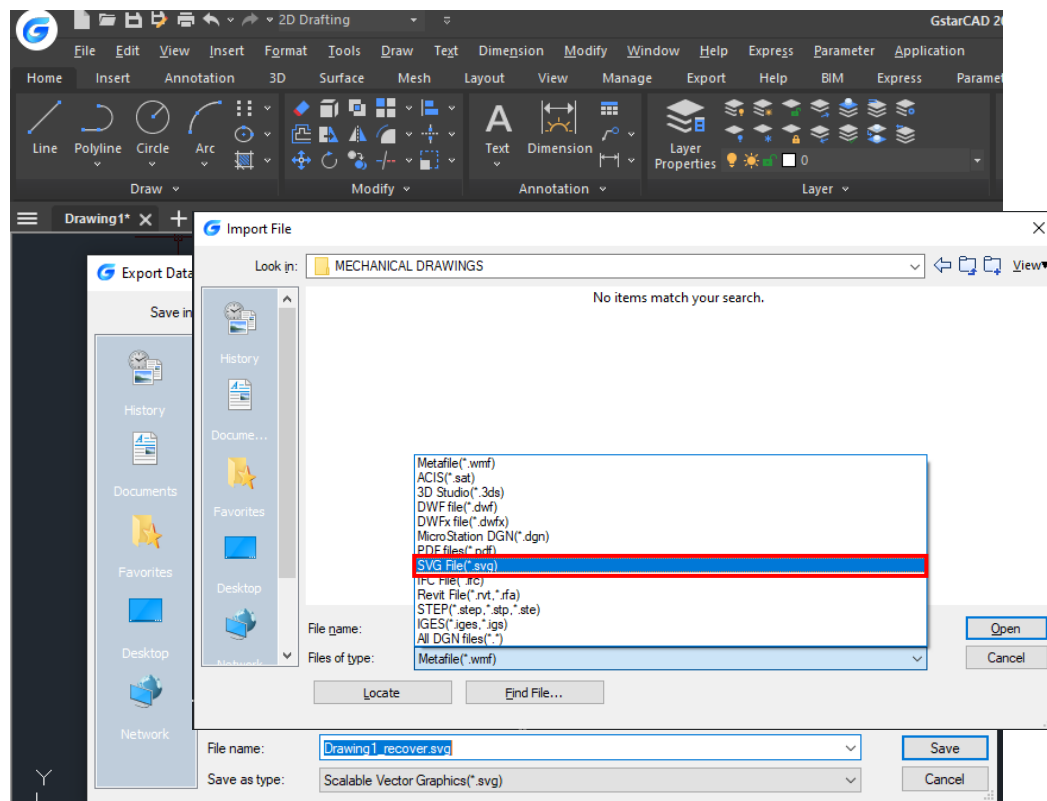 2D Drafting
GstarCAD 20
File Edit View Insert Format Tools Draw Text Dimension Modify Window Help Express Parameter Application
Home Insert Annotation 3D Surface Mesh Layout View Manage Export Help BIM Express Paramet
Line Polyline Circle Arc
Text Dimension
Layer Properties
0
Draw Modify Annotation Layer
Drawing1*
Import File
Export Data
Look in: MECHANICAL DRAWINGS View
Save in
No items match your search.
History
Docume...
Favorites
Desktop
Network
History
Documents
Favorites
Desktop
Network
Metafile(*.wmf)
ACIS(*.sat)
3D Studio(*.3ds)
DWF file(*.dwf)
DWFx file(*.dwfx)
MicroStation DGN(*.dgn)
PDF files(*.pdf)
SVG File(*.svg)
IFC File(*.ifc)
Revit File(*.rvt,*.rfa)
STEP(*.step,*.stp,*.ste)
IGES(*.iges,*.igs)
All DGN files(*.*)
File name: Open
Files of type: Metafile(*.wmf) Cancel
Locate Find File...
File name: Drawing1_recover.svg Save
Save as type: Scalable Vector Graphics(*.svg) Cancel
Y